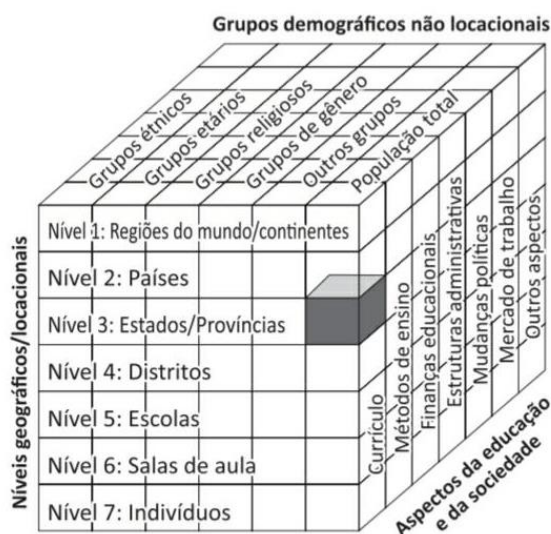 Grupos demográficos não locacionais
Grupos étnicos
Grupos etários
Grupos religiosos
Grupos de gênero
Outros grupos
População total
Níveis geográficos/locacionais
Nível 1: Regiões do mundo/continentes
Nível 2: Países
Nível 3: Estados/Províncias
Nível 4: Distritos
Nível 5: Escolas
Nível 6: Salas de aula
Nível 7: Indivíduos
Currículo
Métodos de ensino
Finanças educacionais
Estruturas administrativas
Mudanças políticas
Mercado de trabalho
Outros aspectos
Aspectos da educação
e da sociedade